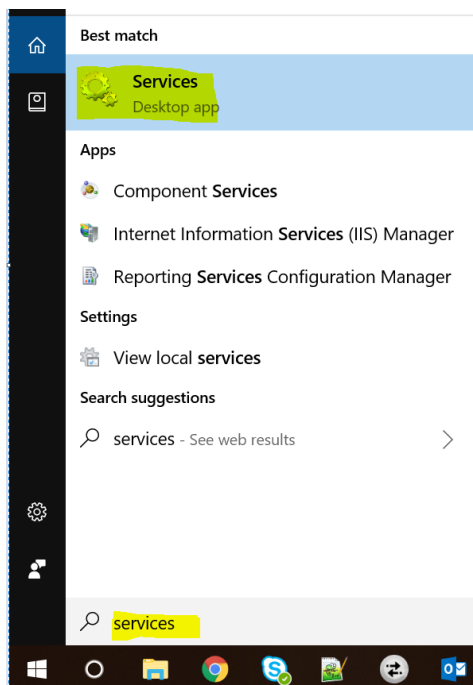 Best match
Services
Desktop app
Apps
Component Services
Internet Information Services (IIS) Manager
Reporting Services Configuration Manager
Settings
View local services
Search suggestions
services - See web results
services